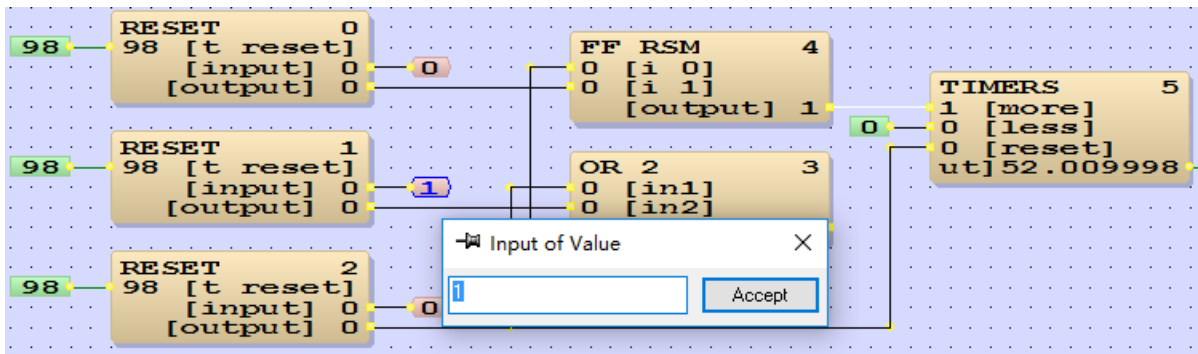 RESET 0
98 98 [t reset]
[input] 0 0
[output] 0
FF RSM 4
0 [i 0]
0 [i 1]
[output] 1
TIMERS 5
1 [more]
0 0 [less]
0 [reset]
ut]52.009998
RESET 1
98 98 [t reset]
[input] 0 1
[output] 0
OR 2 3
0 [in1]
0 [in2]
Input of Value
1
Accept
RESET 2
98 98 [t reset]
[input] 0 0
[output] 0